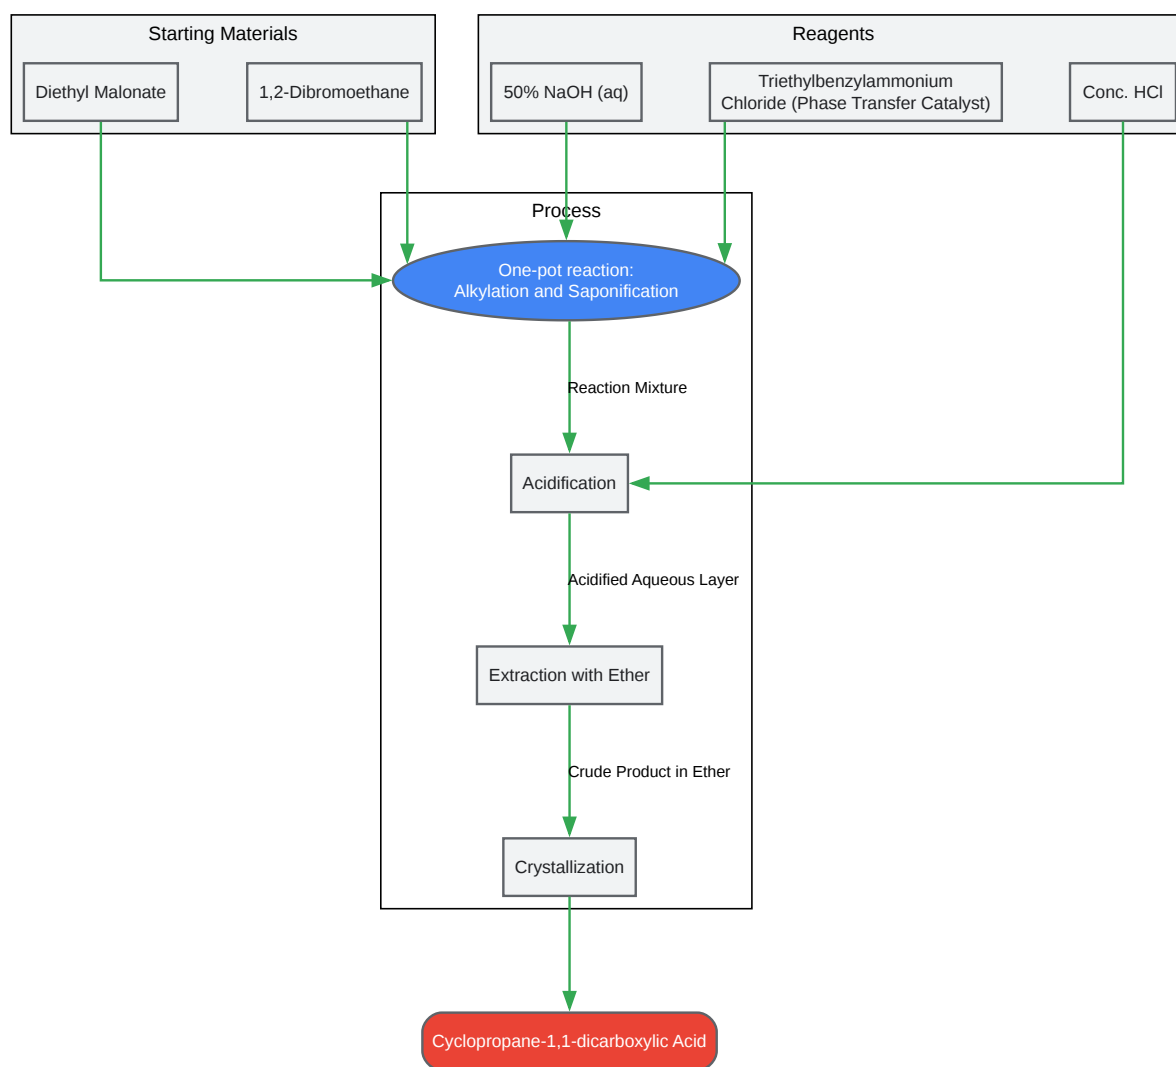 Starting Materials
Reagents
Diethyl Malonate
1,2-Dibromoethane
50% NaOH (aq)
Triethylbenzylammonium
Chloride (Phase Transfer Catalyst)
Conc. HCl
Process
One-pot reaction:
Alkylation and Saponification
Reaction Mixture
Acidification
Acidified Aqueous Layer
Extraction with Ether
Crude Product in Ether
Crystallization
Cyclopropane-1,1-dicarboxylic Acid